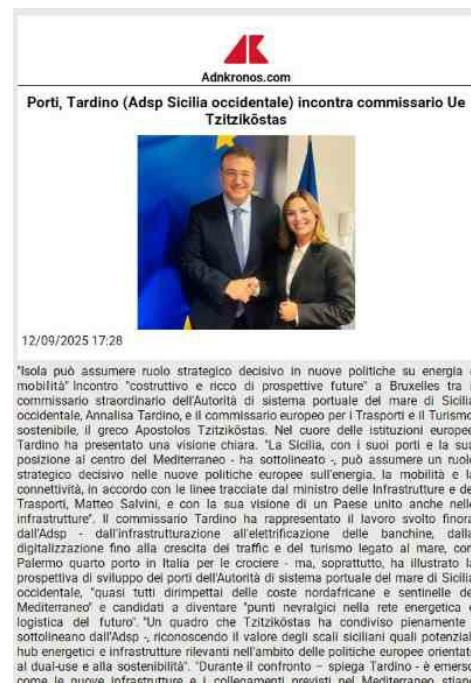 Adnkronos.com
Porti, Tardino (Adsp Sicilia occidentale) incontra commissario Ue
Tzitzikōstas
12/09/2025 17:28
"Isola può assumere ruolo strategico decisivo in nuove politiche su energia
mobilità" Incontro "costruttivo e ricco di prospettive future" a Bruxelles tra
commissario straordinario dell'Autorità di sistema portuale del mare di Sicilia
occidentale, Annalisa Tardino, e il commissario europeo per i Trasporti e il Turismo
sostenibile, il greco Apostolos Tzitzikōstas. Nel cuore delle istituzioni europee
Tardino ha presentato una visione chiara. "La Sicilia, con i suoi porti e la sua
posizione al centro del Mediterraneo - ha sottolineato -, può assumere un ruolo
strategico decisivo nelle nuove politiche europee sull'energia, la mobilità e la
connettività, in accordo con le linee tracciate dal ministro delle Infrastrutture e de
Trasporti, Matteo Salvini, e con la sua visione di un Paese unito anche nelle
infrastrutture". Il commissario Tardino ha rappresentato il lavoro svolto finora
dall'Adsp - dall'infrastrutturazione all'elettrificazione delle banchine, dalla
digitalizzazione fino alla crescita del traffico e del turismo legato al mare, con
Palermo quarto porto in Italia per le crociere - ma, soprattutto, ha illustrato la
prospettiva di sviluppo dei porti dell'Autorità di sistema portuale del mare di Sicilia
occidentale, "quasi tutti dirimpettai delle coste nordafricane e sentinelle de
Mediterraneo" e candidati a diventare "punti nevralgici nella rete energetica e
logistica del futuro". "Un quadro che Tzitzikōstas ha condiviso pienamente
sottolineano dall'Adsp -, riconoscendo il valore degli scali siciliani quali potenzial
hub energetici e infrastrutture rilevanti nell'ambito delle politiche europee orientate
al dual-use e alla sostenibilità". "Durante il confronto – spiega Tardino - è emerso
come le nuove infrastrutture e i collegamenti previsti nel Mediterraneo stiano